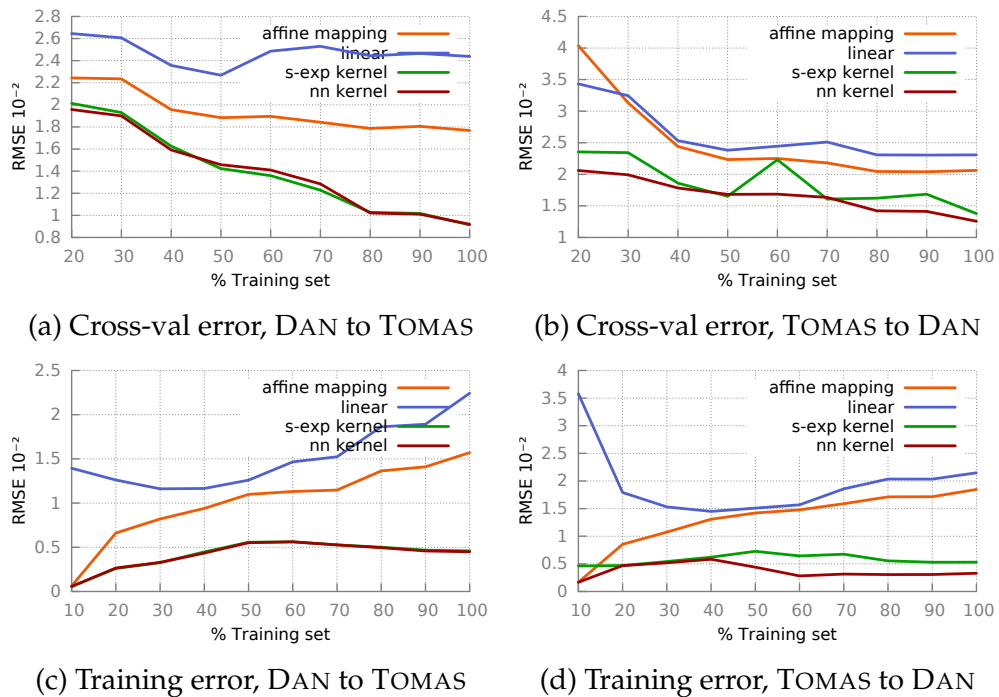 2.8
2.6
2.4
2.2
2
1.8
1.6
1.4
1.2
1
0.8
RMSE 10⁻²
affine mapping
linear
s-exp kernel
nn kernel
20 30 40 50 60 70 80 90 100
% Training set
(a) Cross-val error, DAN to TOMAS
4.5
4
3.5
3
2.5
2
1.5
1
RMSE 10⁻²
affine mapping
linear
s-exp kernel
nn kernel
20 30 40 50 60 70 80 90 100
% Training set
(b) Cross-val error, TOMAS to DAN
2.5
2
1.5
1
0.5
0
RMSE 10⁻²
affine mapping
linear
s-exp kernel
nn kernel
10 20 30 40 50 60 70 80 90 100
% Training set
(c) Training error, DAN to TOMAS
4
3.5
3
2.5
2
1.5
1
0.5
0
RMSE 10⁻²
affine mapping
linear
s-exp kernel
nn kernel
10 20 30 40 50 60 70 80 90 100
% Training set
(d) Training error, TOMAS to DAN